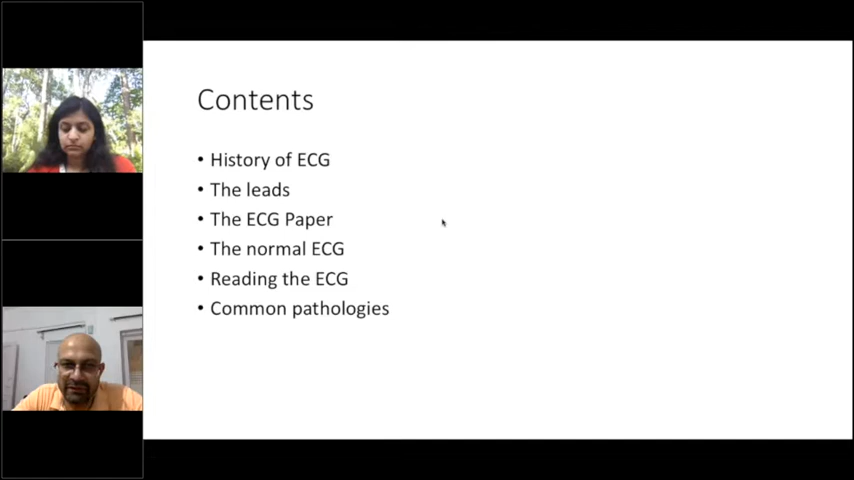 Contents
• History of ECG
• The leads
• The ECG Paper
• The normal ECG
• Reading the ECG
• Common pathologies